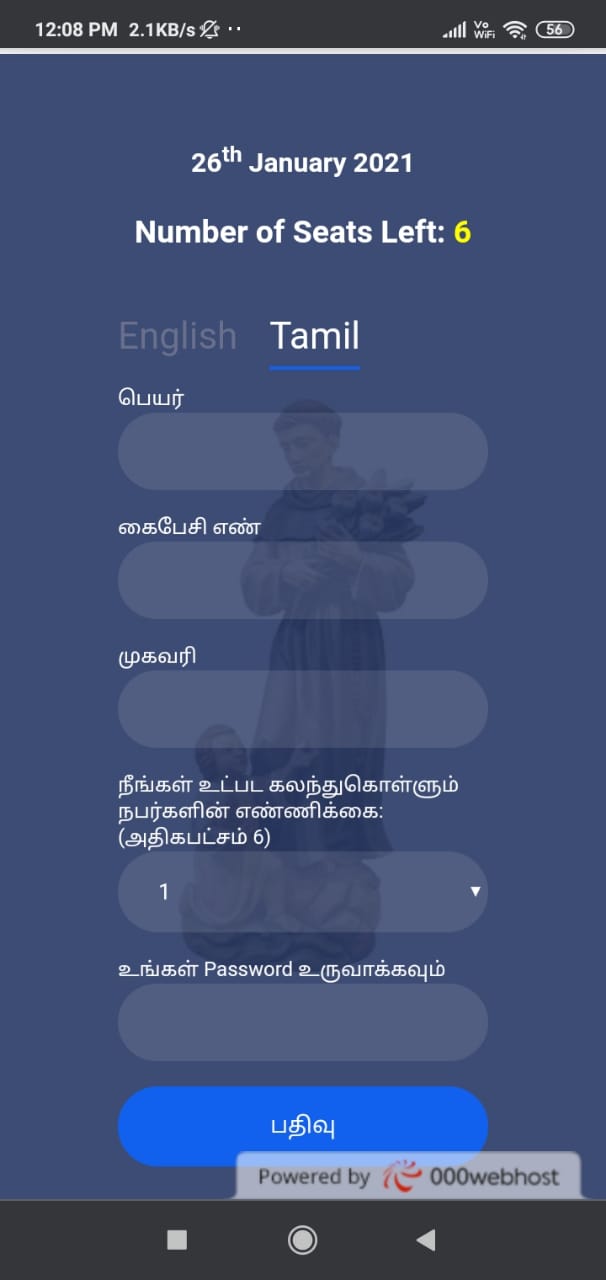 12:08 PM 2.1KB/s
Vo WiFi 56
26th January 2021
Number of Seats Left: 6
English Tamil
பெயர்
கைபேசி எண்
முகவரி
நீங்கள் உட்பட கலந்துகொள்ளும்
நபர்களின் எண்ணிக்கை:
(அதிகபட்சம் 6)
1
உங்கள் Password உருவாக்கவும்
பதிவு
Powered by 000webhost